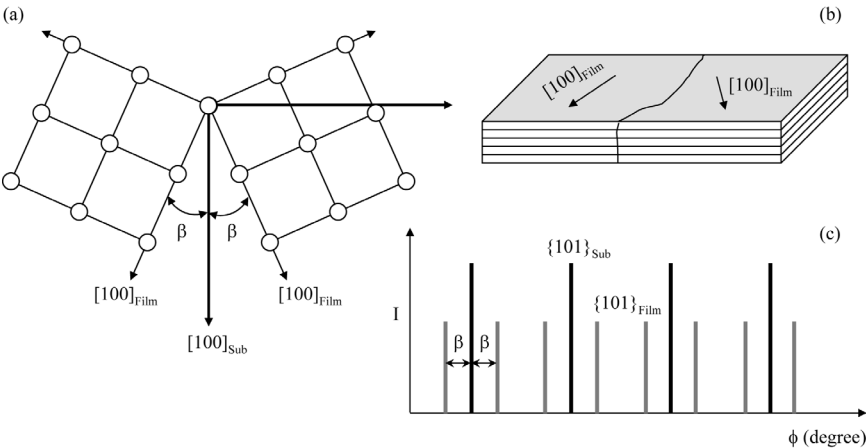 (a)
β
β
[100]Film
[100]Film
[100]Sub
(b)
[100]Film
[100]Film
(c)
{101}Sub
{101}Film
I
β
β
ϕ (degree)